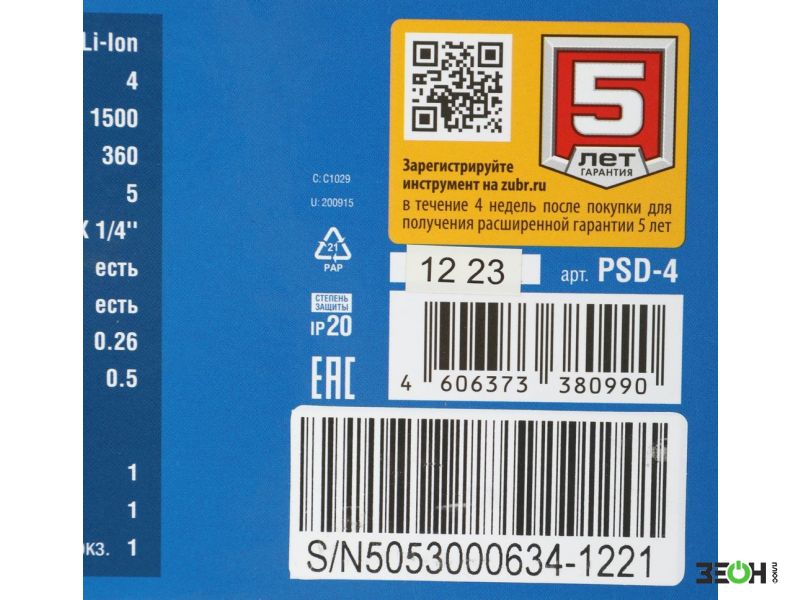 Li-Ion
4
1500
360
5
X 1/4"
есть
есть
0.26
0.5
1
1
экз. 1
5
лет
ГАРАНТИЯ
Зарегистрируйте
инструмент на zubr.ru
в течение 4 недель после покупки для
получения расширенной гарантии 5 лет
C: C1029
U: 200915
21
PAP
СТЕПЕНЬ
ЗАЩИТЫ
IP20
EAC
12 23
арт. PSD-4
4 606373 380990
S/N5053000634-1221
ЗЕОН